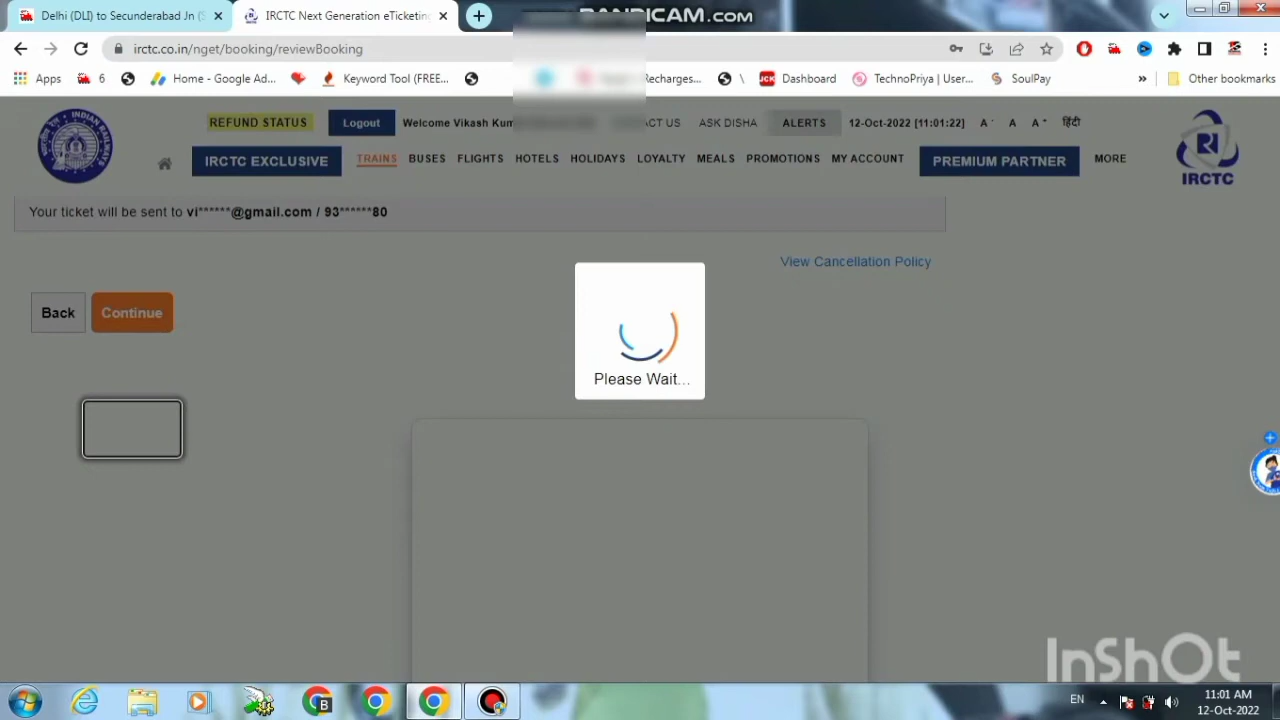 BANDICAM.COM
Delhi (DLI) to Secunderabad Jn (S
IRCTC Next Generation eTicketing
irctc.co.in/nget/booking/reviewBooking
Apps
6
Home - Google Ad...
Keyword Tool (FREE...
Recharges...
\
Dashboard
TechnoPriya | User...
SoulPay
»
Other bookmarks
REFUND STATUS
Logout
Welcome Vikash Kum
ACT US
ASK DISHA
ALERTS
12-Oct-2022 [11:01:22]
A -
A
A +
हिंदी
INDIAN RAILWAYS
IRCTC EXCLUSIVE
TRAINS
BUSES
FLIGHTS
HOTELS
HOLIDAYS
LOYALTY
MEALS
PROMOTIONS
MY ACCOUNT
PREMIUM PARTNER
MORE
IRCTC
Your ticket will be sent to vi******@gmail.com / 93******80
View Cancellation Policy
Back
Continue
Please Wait...
InShOt
EN
11:01 AM
12-Oct-2022